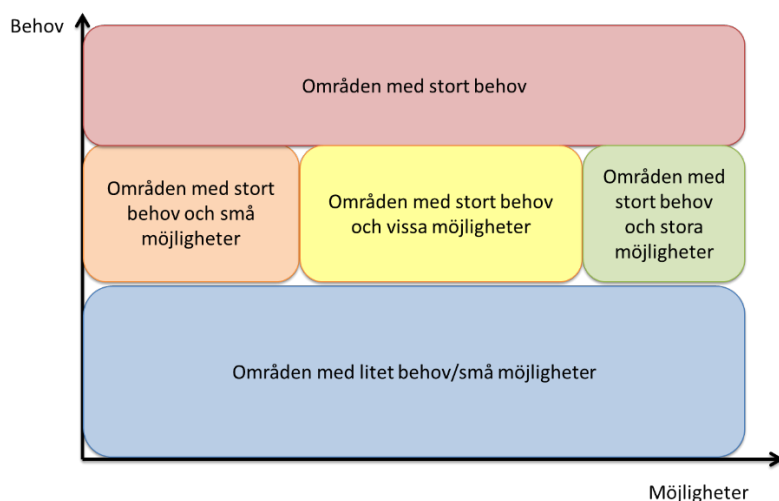 Behov
Områden med stort behov
Områden med stort
behov och små
möjligheter
Områden med stort behov
och vissa möjligheter
Områden med
stort behov
och stora
möjligheter
Områden med litet behov/små möjligheter
Möjligheter